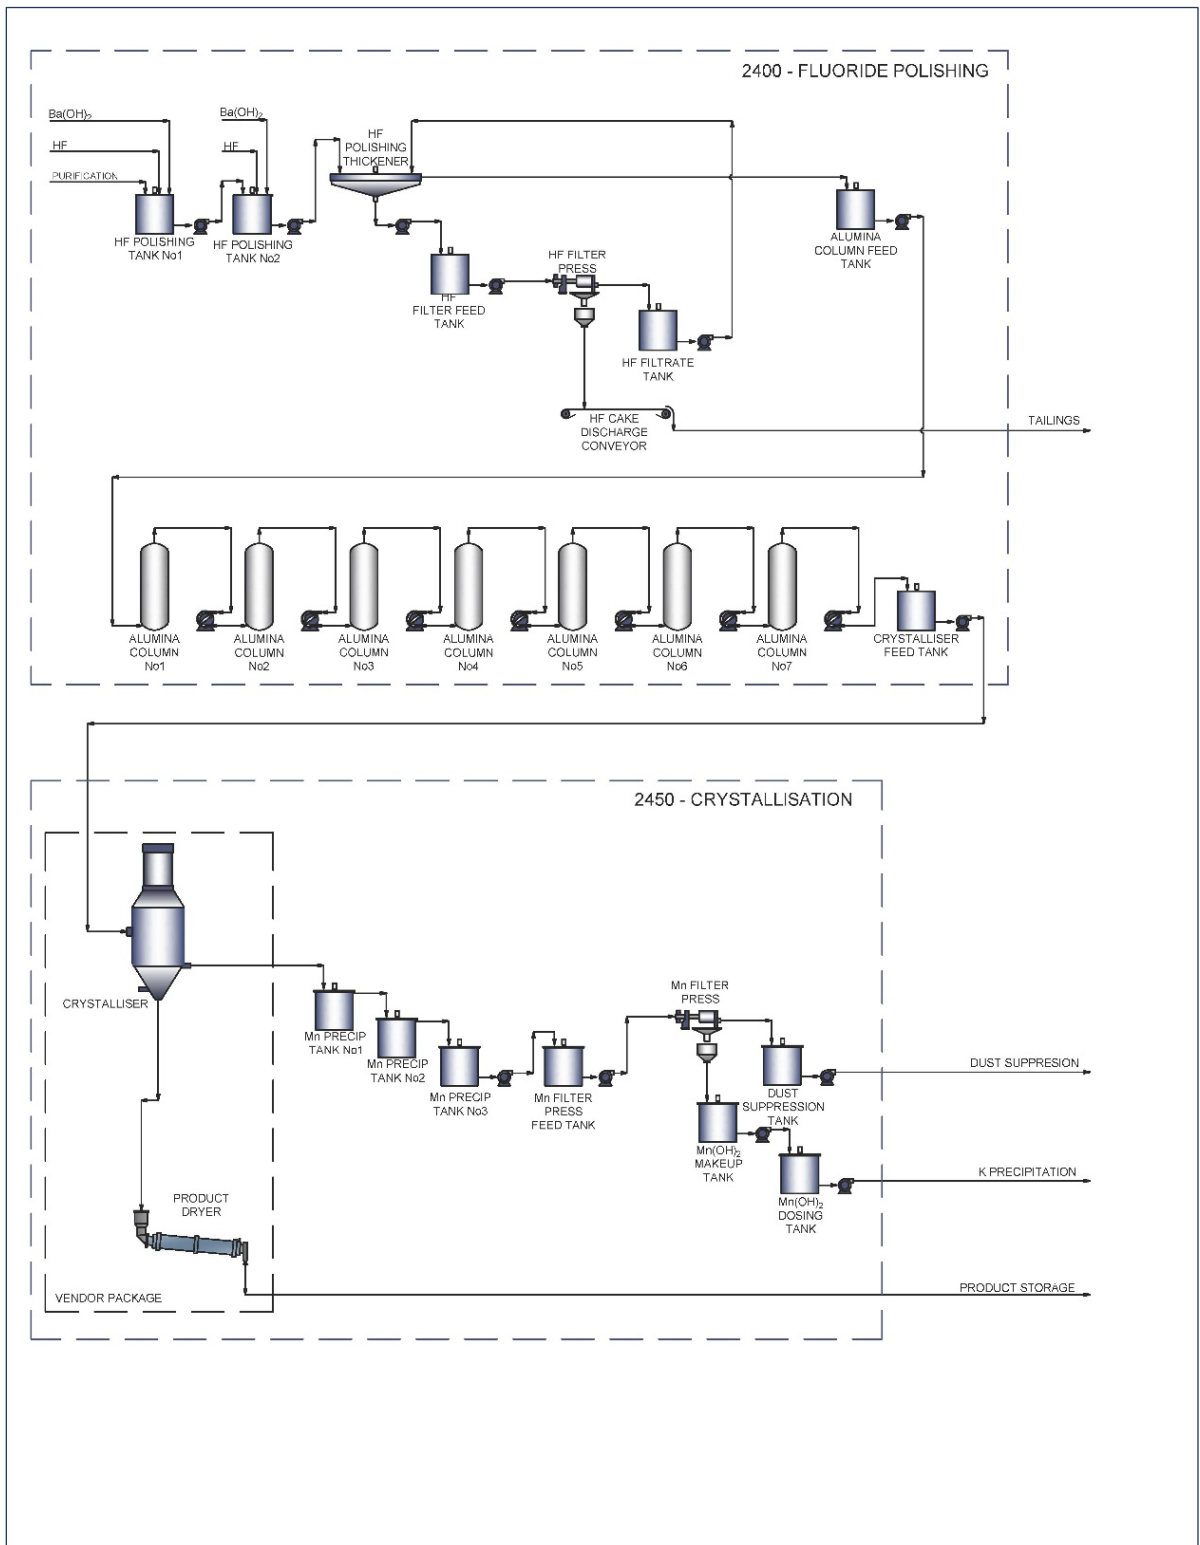 2400 - FLUORIDE POLISHING
Ba(OH)₂
HF
PURIFICATION
Ba(OH)₂
HF
HF POLISHING
TANK No1
HF POLISHING
TANK No2
HF
POLISHING
THICKENER
HF
FILTER FEED
TANK
HF FILTER
PRESS
HF FILTRATE
TANK
ALUMINA
COLUMN FEED
TANK
HF CAKE
DISCHARGE
CONVEYOR
TAILINGS
ALUMINA
COLUMN
No1
ALUMINA
COLUMN
No2
ALUMINA
COLUMN
No3
ALUMINA
COLUMN
No4
ALUMINA
COLUMN
No5
ALUMINA
COLUMN
No6
ALUMINA
COLUMN
No7
CRYSTALLISER
FEED TANK
2450 - CRYSTALLISATION
CRYSTALLISER
Mn PRECIP
TANK No1
Mn PRECIP
TANK No2
Mn PRECIP
TANK No3
Mn FILTER
PRESS
FEED TANK
Mn FILTER
PRESS
DUST
SUPPRESSION
TANK
DUST SUPPRESION
Mn(OH)₂
MAKEUP
TANK
Mn(OH)₂
DOSING
TANK
K PRECIPITATION
PRODUCT
DRYER
PRODUCT STORAGE
VENDOR PACKAGE